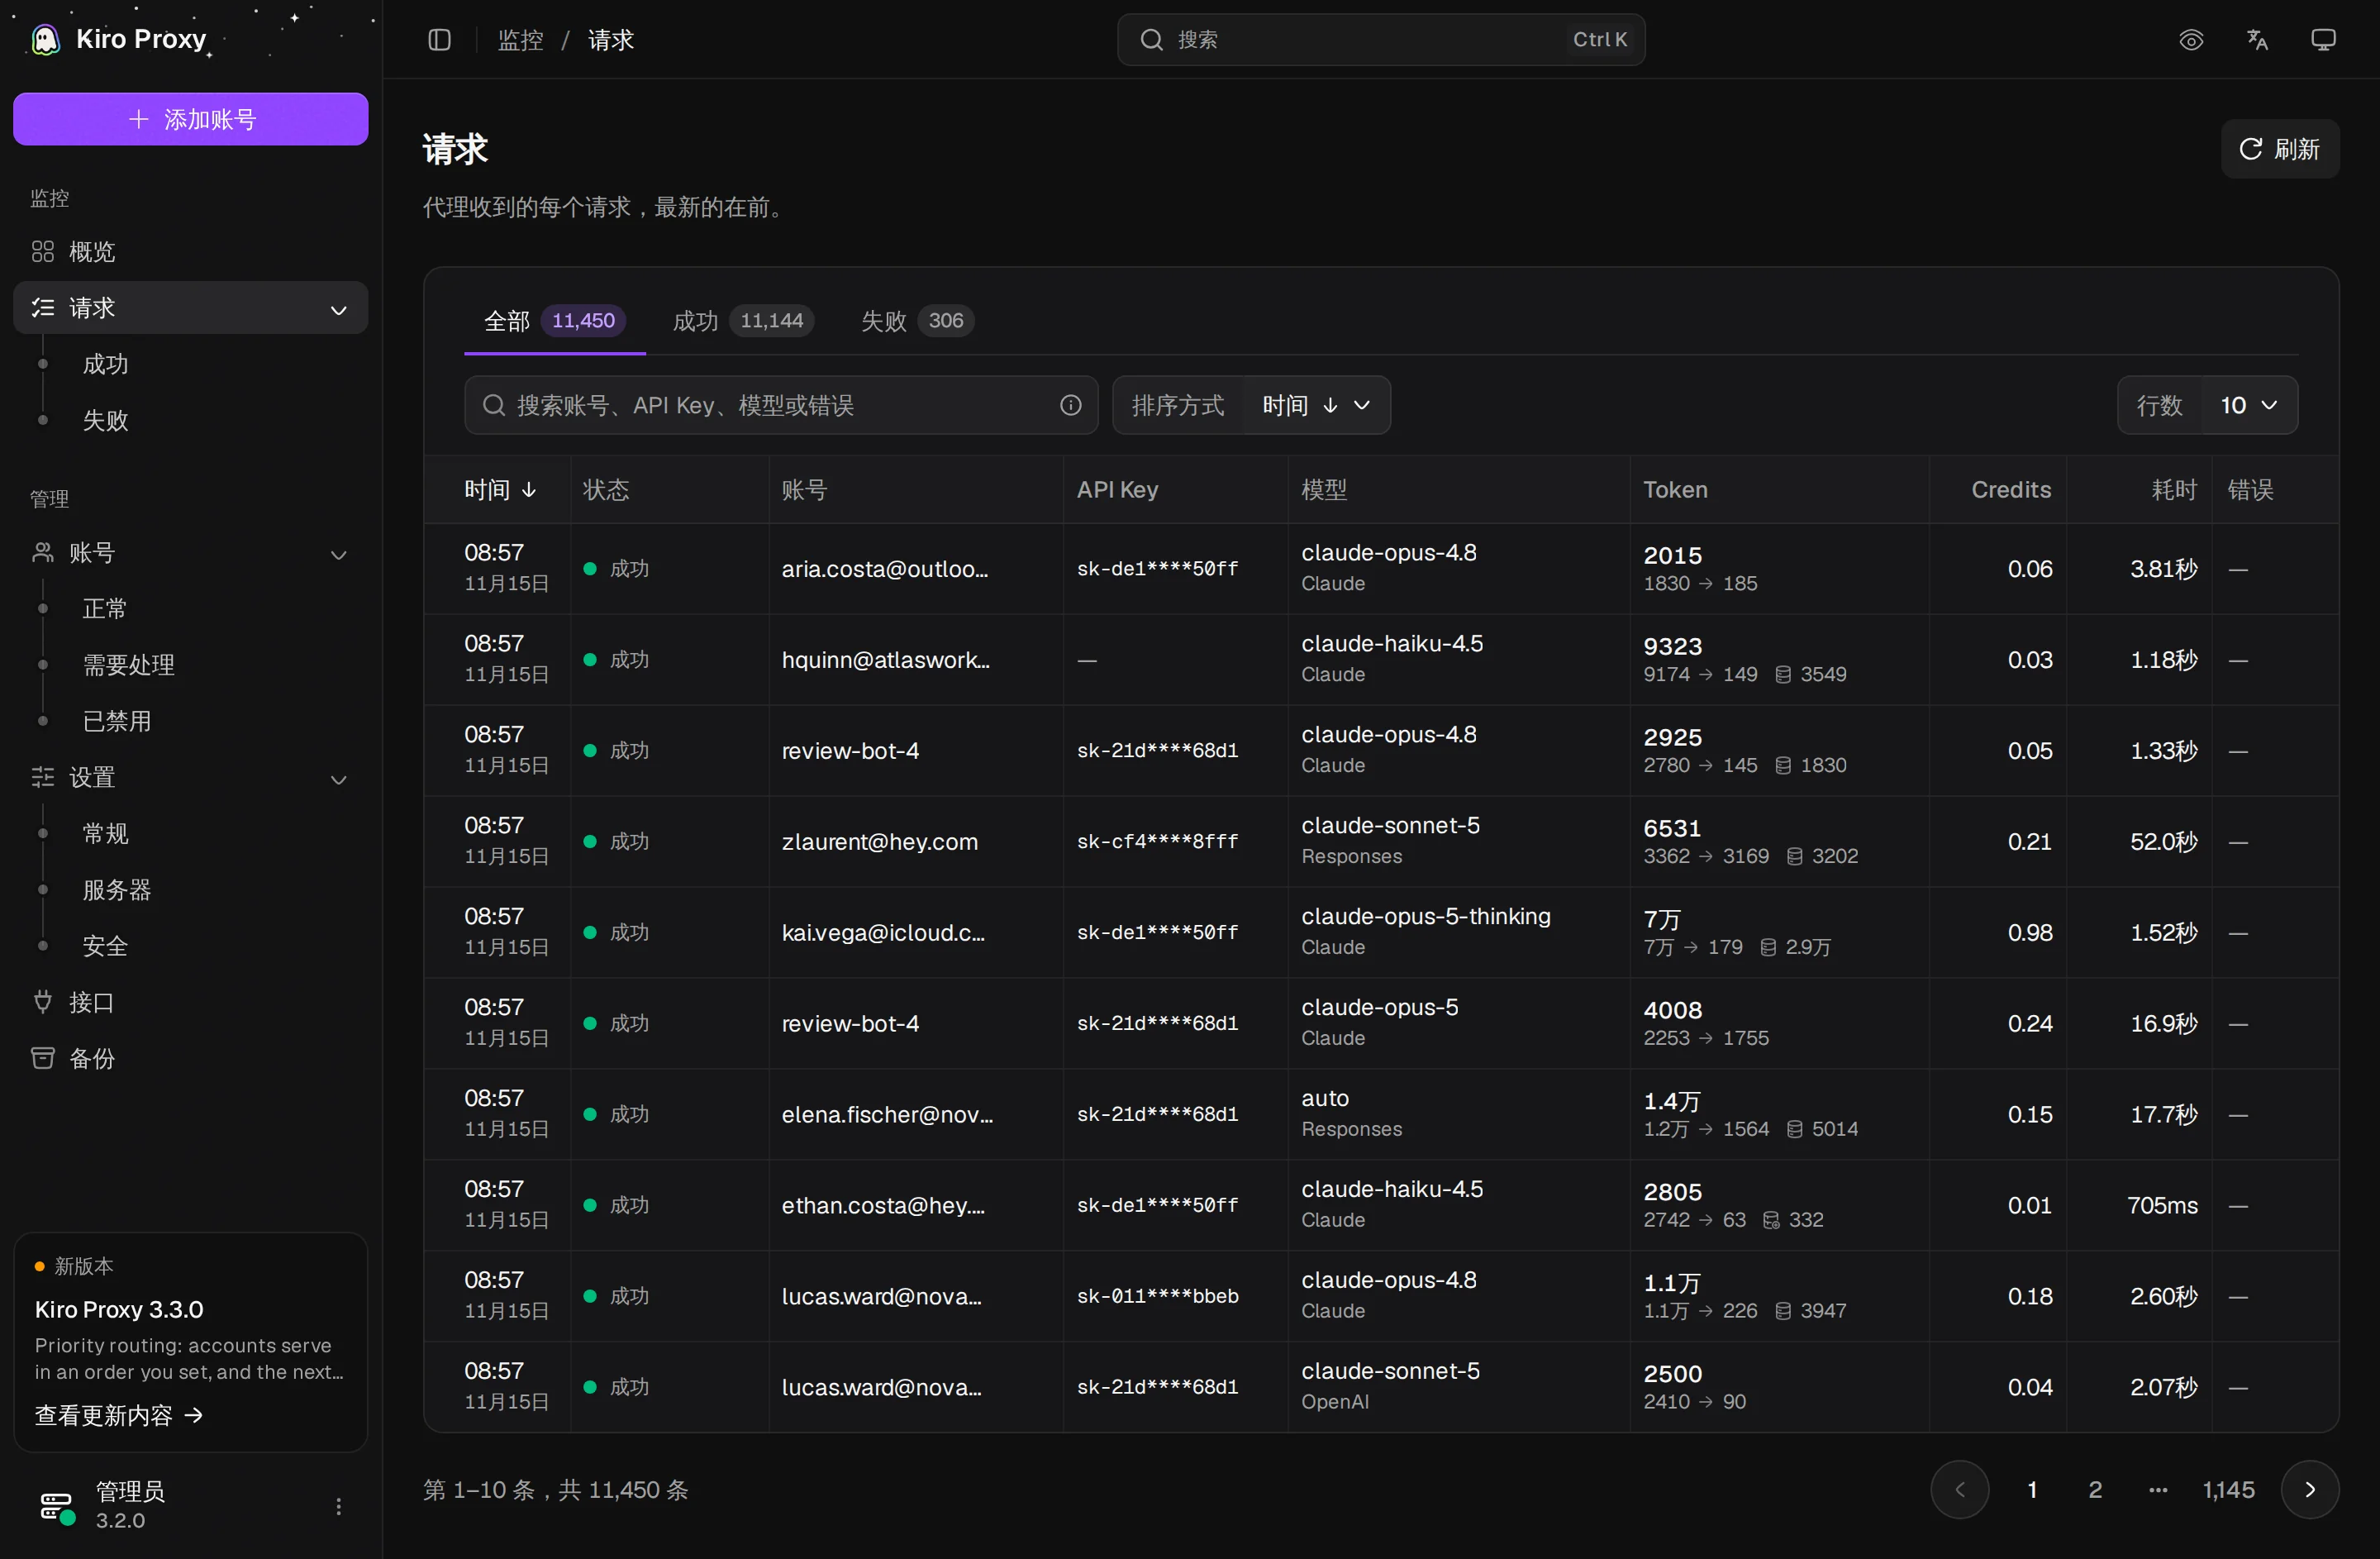 Kiro Proxy
添加账号
监控
概览
请求
成功
失败
管理
账号
正常
需要处理
已禁用
设置
常规
服务器
安全
接口
备份
新版本
Kiro Proxy 3.3.0
Priority routing: accounts serve
in an order you set, and the next...
查看更新内容 →
管理员
3.2.0
监控 / 请求
搜索 Ctrl K
请求
刷新
代理收到的每个请求，最新的在前。
全部 11,450 成功 11,144 失败 306
搜索账号、API Key、模型或错误
排序方式 时间 ↓
行数 10
时间 ↓ 状态 账号 API Key 模型 Token Credits 耗时 错误
08:57 11月15日 成功 aria.costa@outloo... sk-de1****50ff claude-opus-4.8 Claude 2015 1830 → 185 0.06 3.81秒 —
08:57 11月15日 成功 hquinn@atlaswork... — claude-haiku-4.5 Claude 9323 9174 → 149 3549 0.03 1.18秒 —
08:57 11月15日 成功 review-bot-4 sk-21d****68d1 claude-opus-4.8 Claude 2925 2780 → 145 1830 0.05 1.33秒 —
08:57 11月15日 成功 zlaurent@hey.com sk-cf4****8fff claude-sonnet-5 Responses 6531 3362 → 3169 3202 0.21 52.0秒 —
08:57 11月15日 成功 kai.vega@icloud.c... sk-de1****50ff claude-opus-5-thinking Claude 7万 7万 → 179 2.9万 0.98 1.52秒 —
08:57 11月15日 成功 review-bot-4 sk-21d****68d1 claude-opus-5 Claude 4008 2253 → 1755 0.24 16.9秒 —
08:57 11月15日 成功 elena.fischer@nov... sk-21d****68d1 auto Responses 1.4万 1.2万 → 1564 5014 0.15 17.7秒 —
08:57 11月15日 成功 ethan.costa@hey.... sk-de1****50ff claude-haiku-4.5 Claude 2805 2742 → 63 332 0.01 705ms —
08:57 11月15日 成功 lucas.ward@nova... sk-011****bbeb claude-opus-4.8 Claude 1.1万 1.1万 → 226 3947 0.18 2.60秒 —
08:57 11月15日 成功 lucas.ward@nova... sk-21d****68d1 claude-sonnet-5 OpenAI 2500 2410 → 90 0.04 2.07秒 —
第 1–10 条，共 11,450 条
1 2 ··· 1,145